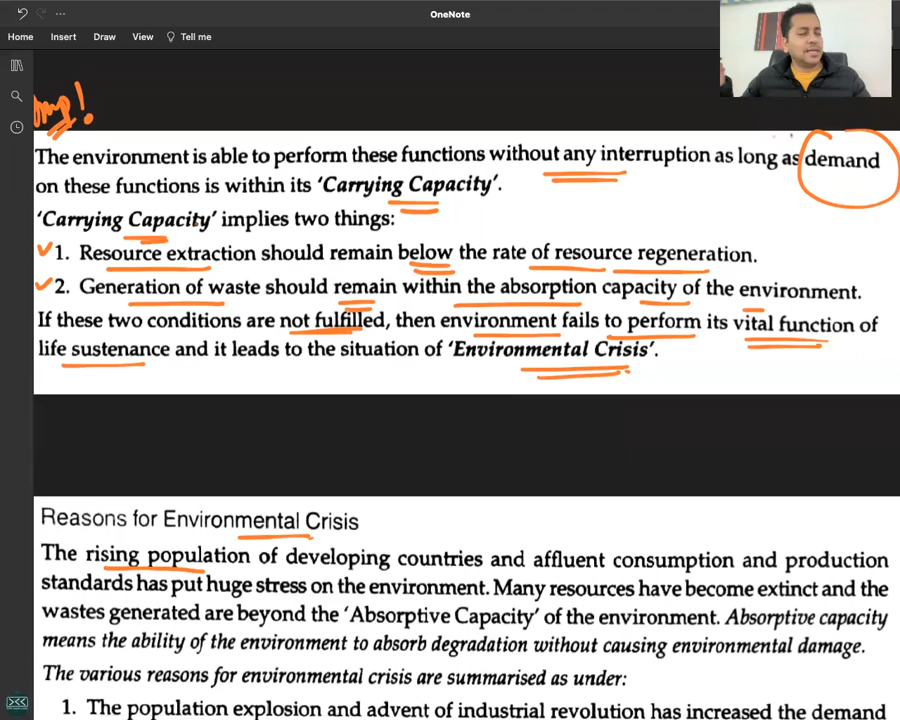 OneNote
Home Insert Draw View Tell me
Imp!
The environment is able to perform these functions without any interruption as long as demand
on these functions is within its 'Carrying Capacity'.
'Carrying Capacity' implies two things:
1. Resource extraction should remain below the rate of resource regeneration.
2. Generation of waste should remain within the absorption capacity of the environment.
If these two conditions are not fulfilled, then environment fails to perform its vital function of
life sustenance and it leads to the situation of 'Environmental Crisis'.
Reasons for Environmental Crisis
The rising population of developing countries and affluent consumption and production
standards has put huge stress on the environment. Many resources have become extinct and the
wastes generated are beyond the 'Absorptive Capacity' of the environment. Absorptive capacity
means the ability of the environment to absorb degradation without causing environmental damage.
The various reasons for environmental crisis are summarised as under:
1. The population explosion and advent of industrial revolution has increased the demand